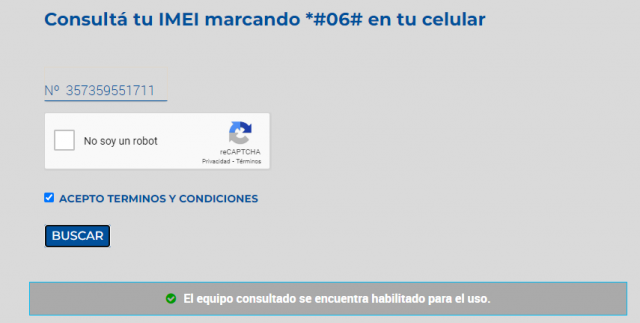 Consultá tu IMEI marcando *#06# en tu celular
Nº 357359551711
No soy un robot
reCAPTCHA
Privacidad - Términos
ACEPTO TERMINOS Y CONDICIONES
BUSCAR
El equipo consultado se encuentra habilitado para el uso.